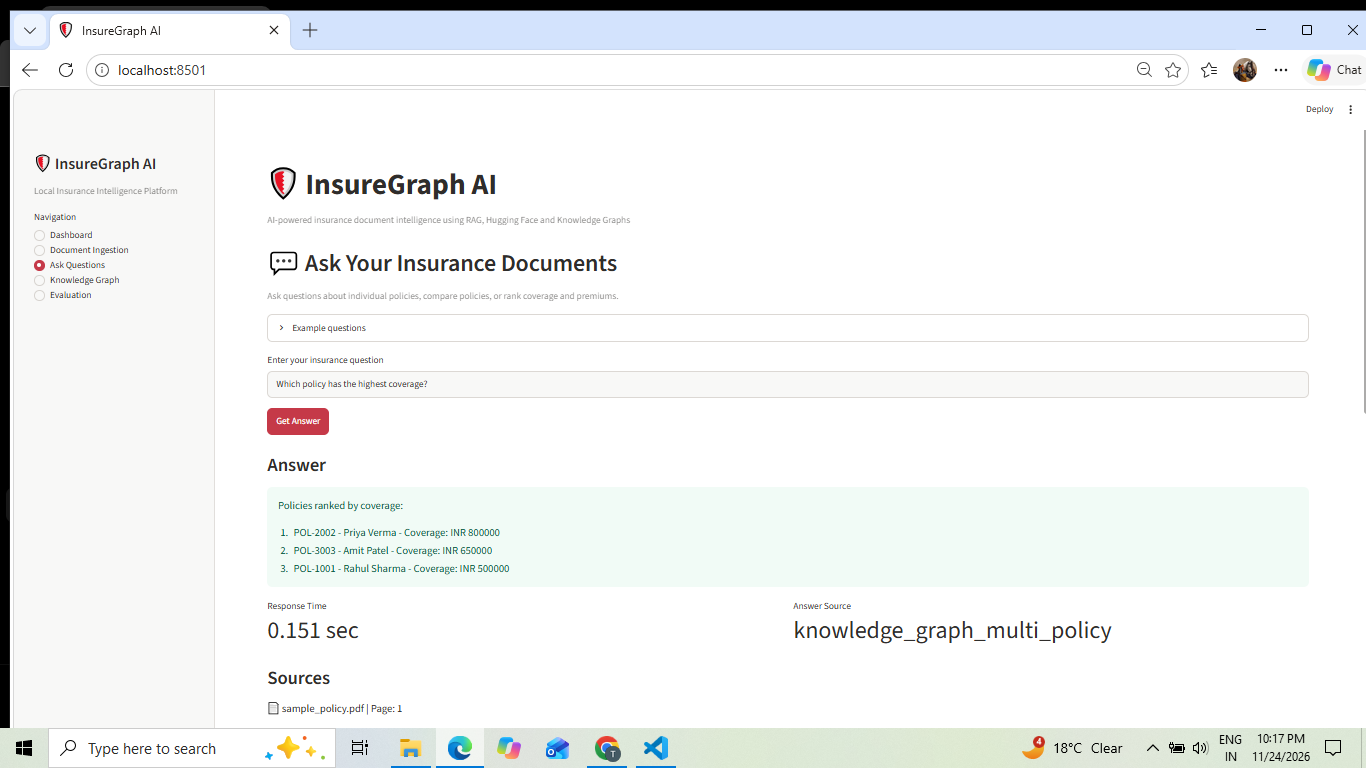 InsureGraph AI
localhost:8501
Chat
Deploy
InsureGraph AI
Local Insurance Intelligence Platform
Navigation
Dashboard
Document Ingestion
Ask Questions
Knowledge Graph
Evaluation
InsureGraph AI
AI-powered insurance document intelligence using RAG, Hugging Face and Knowledge Graphs
Ask Your Insurance Documents
Ask questions about individual policies, compare policies, or rank coverage and premiums.
Example questions
Enter your insurance question
Which policy has the highest coverage?
Get Answer
Answer
Policies ranked by coverage:
1. POL-2002 - Priya Verma - Coverage: INR 800000
2. POL-3003 - Amit Patel - Coverage: INR 650000
3. POL-1001 - Rahul Sharma - Coverage: INR 500000
Response Time
0.151 sec
Answer Source
knowledge_graph_multi_policy
Sources
sample_policy.pdf | Page: 1
Type here to search
T
4
18°C Clear
ENG
IN
10:17 PM
11/24/2026